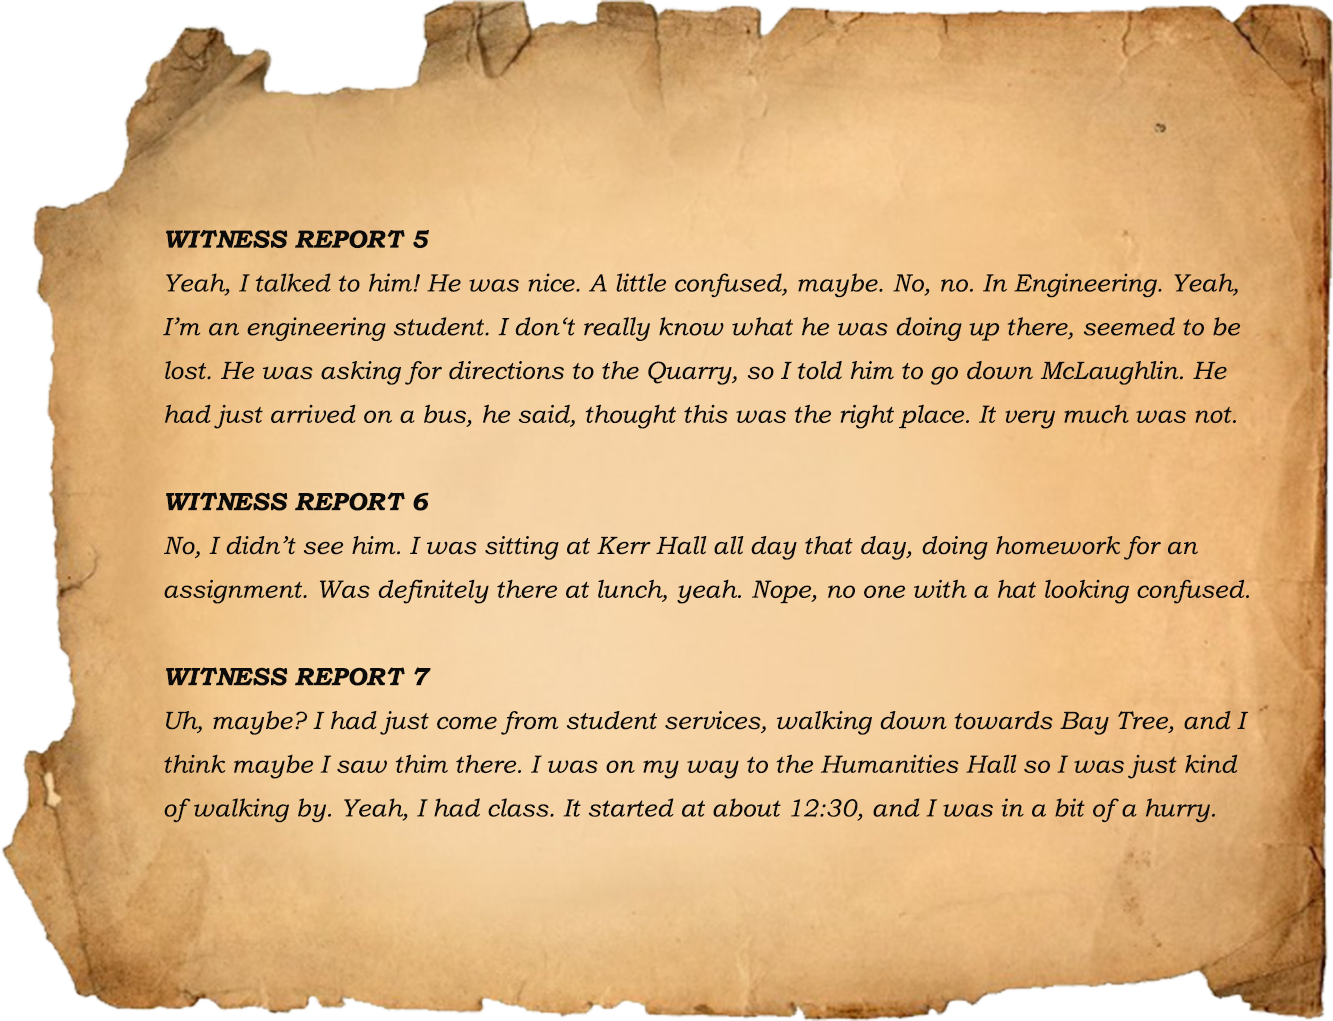 WITNESS REPORT 5
Yeah, I talked to him! He was nice. A little confused, maybe. No, no. In Engineering. Yeah,
I’m an engineering student. I don‘t really know what he was doing up there, seemed to be
lost. He was asking for directions to the Quarry, so I told him to go down McLaughlin. He
had just arrived on a bus, he said, thought this was the right place. It very much was not.
WITNESS REPORT 6
No, I didn’t see him. I was sitting at Kerr Hall all day that day, doing homework for an
assignment. Was definitely there at lunch, yeah. Nope, no one with a hat looking confused.
WITNESS REPORT 7
Uh, maybe? I had just come from student services, walking down towards Bay Tree, and I
think maybe I saw thim there. I was on my way to the Humanities Hall so I was just kind
of walking by. Yeah, I had class. It started at about 12:30, and I was in a bit of a hurry.